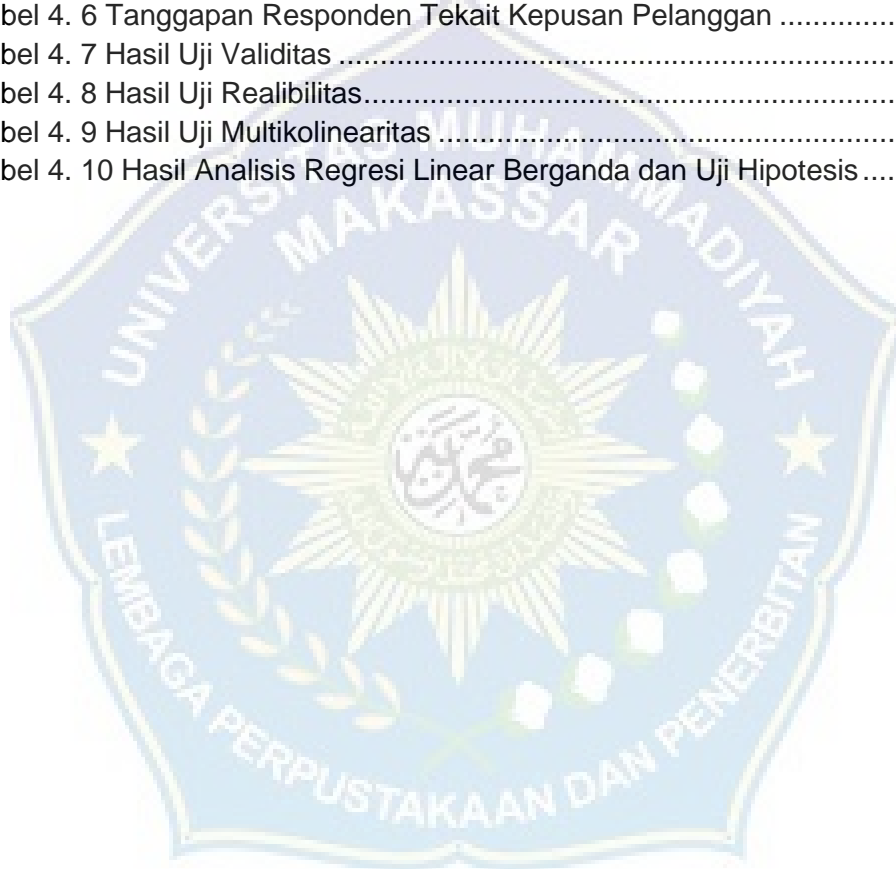 bel 4. 6 Tanggapan Responden Tekait Kepusan Pelanggan ..............
bel 4. 7 Hasil Uji Validitas ......................................................................
bel 4. 8 Hasil Uji Realibilitas...................................................................
bel 4. 9 Hasil Uji Multikolinearitas ..........................................................
bel 4. 10 Hasil Analisis Regresi Linear Berganda dan Uji Hipotesis ....
UNIVERSITAS MUHAMMADIYAH
MAKASSAR
LEMBAGA PERPUSTAKAAN DAN PENERBITAN